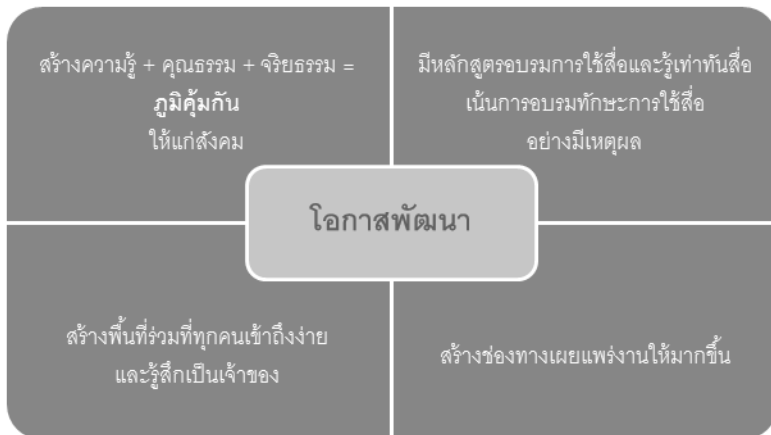 สร้างความรู้ + คุณธรรม + จริยธรรม =
ภูมิคุ้มกัน
ให้แก่สังคม
มีหลักสูตรอบรมการใช้สื่อและรู้เท่าทันสื่อ
เน้นการอบรมทักษะการใช้สื่อ
อย่างมีเหตุผล
โอกาสพัฒนา
สร้างพื้นที่ร่วมที่ทุกคนเข้าถึงง่าย
และรู้สึกเป็นเจ้าของ
สร้างช่องทางเผยแพร่งานให้มากขึ้น